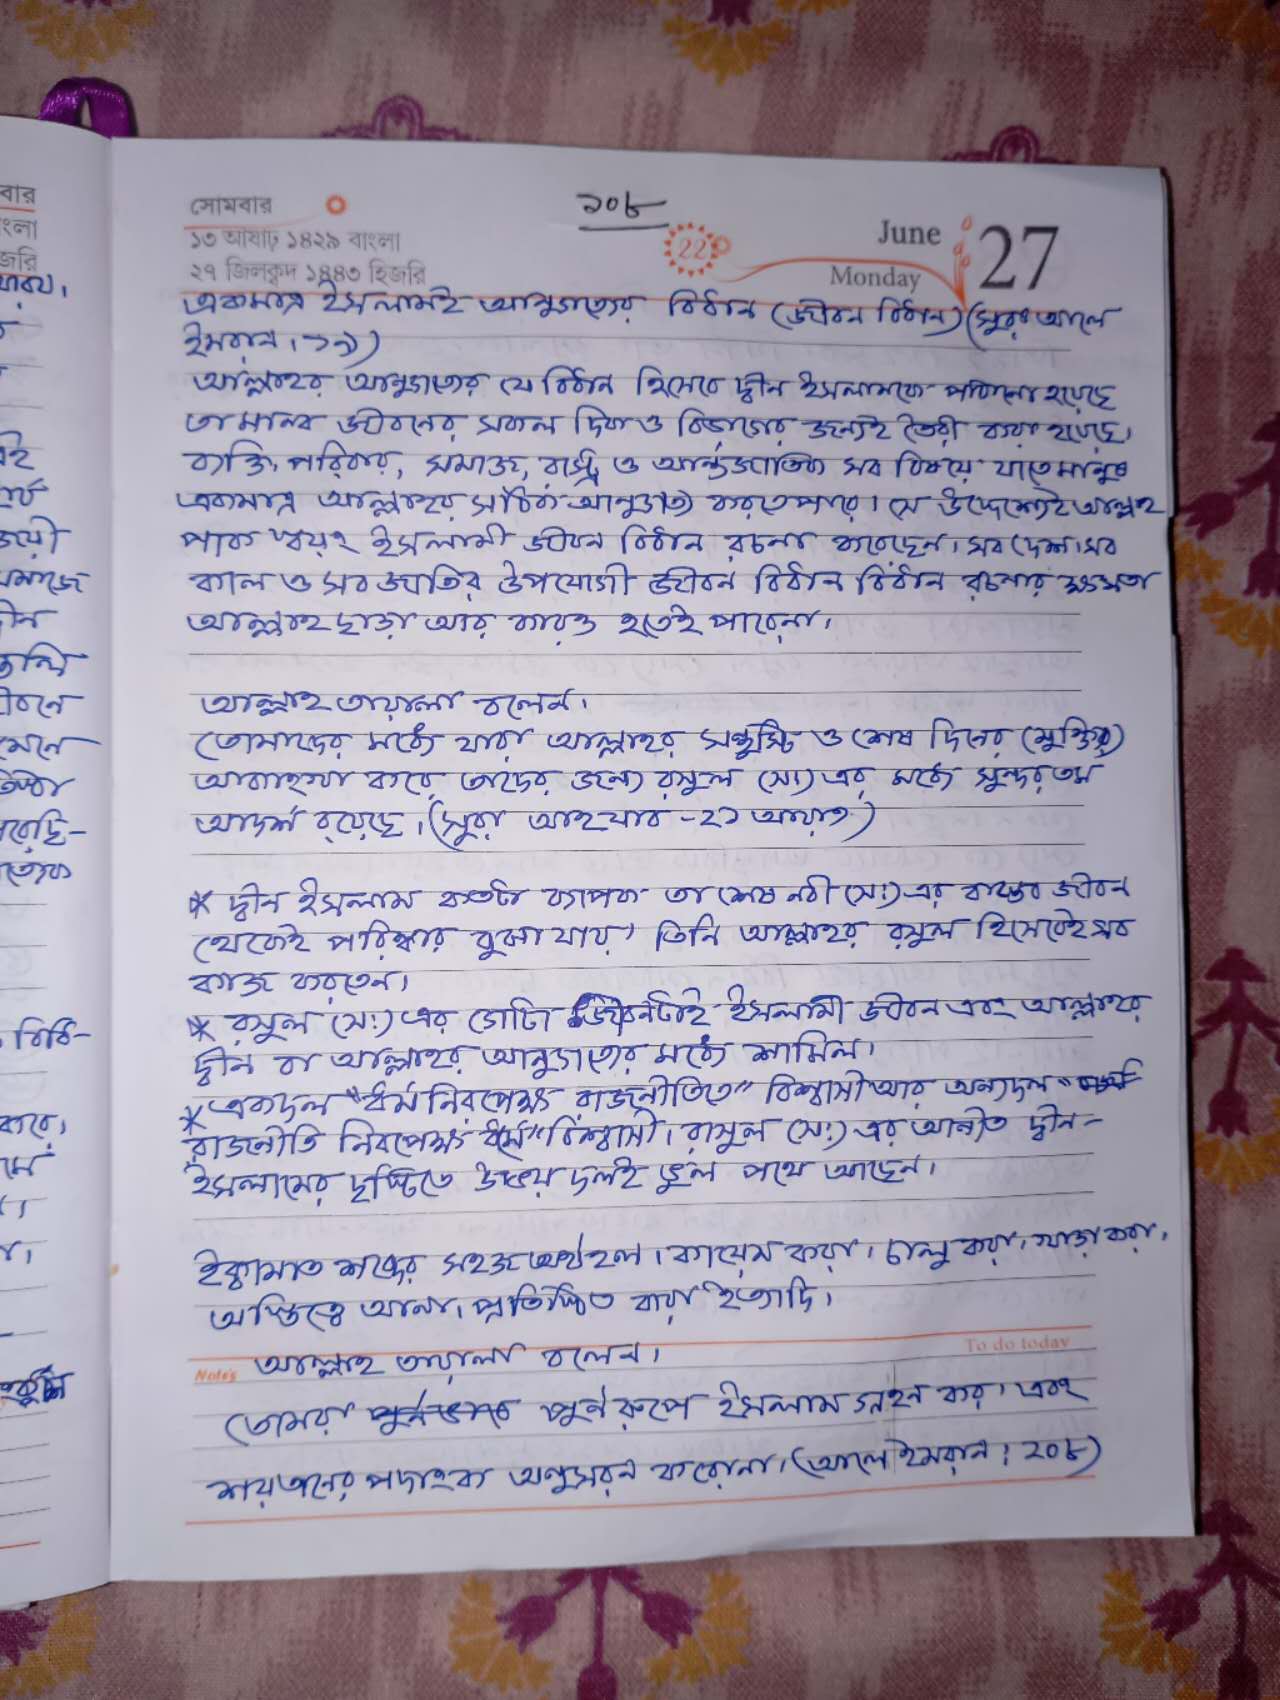 সোমবার
১০৮
১৩ আষাঢ় ১৪২৯ বাংলা
২৭ জিলক্বদ ১৪৪৩ হিজরি
22
June
Monday
27
একমাত্র ইসলামই আনুগত্যের বিধান (জীবন বিধান) (সুরাঃ আলে
ইমরান। ১৯)
আল্লাহর আনুগত্যের যে বিধান হিসেবে দ্বীন ইসলামকে পাঠানো হয়েছে
তা মানব জীবনের সকল দিক ও বিভাগের জন্যেই তৈরী করা হয়েছে।
ব্যক্তি, পরিবার, সমাজ, রাষ্ট্র ও আর্ন্তজাতিক সব বিষয়ে যাতে মানুষ
একমাত্র আল্লাহর সঠিক আনুগত্য করতে পারে। সে উদ্দেশ্যেই আল্লাহ
পাক স্বয়ং ইসলামী জীবন বিধান রচনা করেছেন। সব দেশ। সব
কাল ও সব জাতির উপযোগী জীবন বিধান বিধান রচনার ক্ষমতা
আল্লাহ ছাড়া আর কারও হতেই পারেনা।
আল্লাহ তায়ালা বলেন।
তোমাদের মধ্যে যারা আল্লাহর সন্তুষ্টি ও শেষ দিনের (মুক্তির)
আকাংখা করে তাদের জন্যে রসুল (সঃ) এর মধ্যে সুন্দরতম
আদর্শ রয়েছে। (সুরা আহযাব - ২১ আয়াত)
* দ্বীন ইসলাম কতটা ব্যাপক তা শেষ নবী (সঃ) এর বাস্তব জীবন
থেকেই পরিষ্কার বুঝা যায়। তিনি আল্লাহর রসুল হিসেবেই সব
কাজ করতেন।
* রসুল (সঃ) এর গোটা জীবনটাই ইসলামী জীবন এবং আল্লাহর
দ্বীন বা আল্লাহর আনুগত্যের মধ্যে শামিল।
* একদল "ধর্ম নিরপেক্ষ রাজনীতিতে" বিশ্বাসী আর অন্যদল "
রাজনীতি নিরপেক্ষ ধর্মে" বিশ্বাসী। রাসুল (সঃ) এর আনীত দ্বীন -
ইসলামের দৃষ্টিতে উভয় দলই ভুল পথে আছেন।
ইক্বামাত শব্দের সহজ অর্থ হল। কায়েম করা। চালু করা। খাড়া করা।
অস্তিত্বে আনা। প্রতিষ্ঠিত করা ইত্যাদি।
To do today
Notes
আল্লাহ তায়ালা বলেন।
তোমরা পূর্নভাবে পূর্ন রুপে ইসলাম গ্রহন কর। এবং
শয়তানের পদাংক অনুসরন করোনা। (আলে ইমরান: ২০৮)